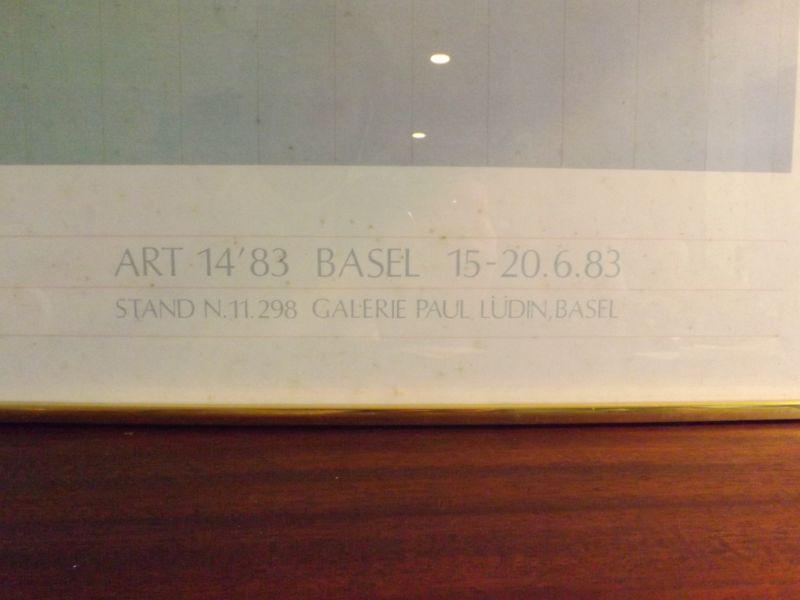 ART 14'83 BASEL 15-20.6.83
STAND N.11.298 GALERIE PAUL LÜDIN, BASEL